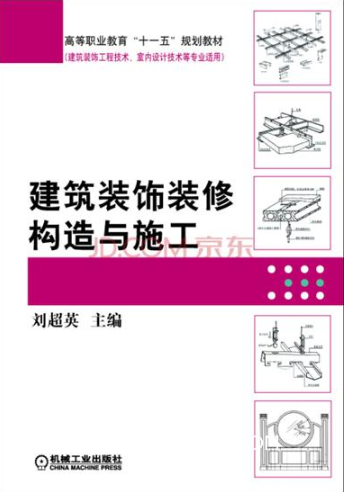 高等职业教育“十一五”规划教材
(建筑装饰工程技术、室内设计技术等专业适用)
建筑装饰装修
构造与施工
JD.COM 京东
刘超英 主编
机械工业出版社
CHINA MACHINE PRESS